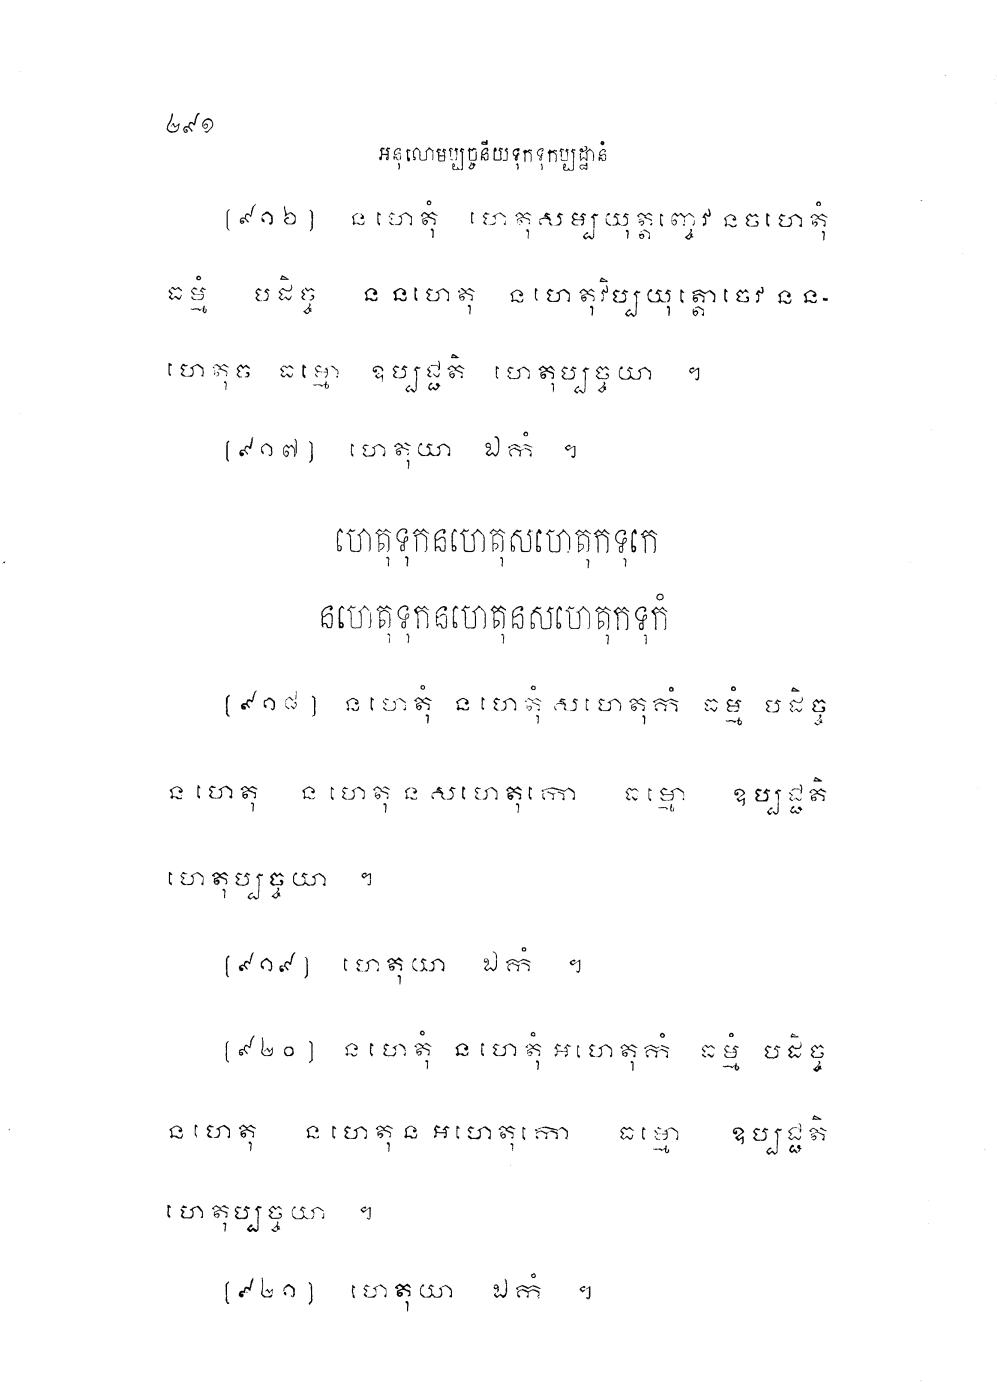 ២៩១
អនុលោមប្បច្ចនីយទុកទុកប្បដ្ឋានំ
[៩១៦] នហេតុំ ហេតុសម្បយុត្តញ្ចេវ នចហេតុំ
ធម្មំ បដិច្ច ន នហេតុ នហេតុវិប្បយុត្តោចេវ នន-
ហេតុច ធម្មោ ឧប្បជ្ជតិ ហេតុប្បច្ចយា ។
[៩១៧] ហេតុយា ឯកំ ។
ហេតុទុកនហេតុសហេតុកទុកេ
នហេតុទុកនហេតុនសហេតុកទុកំ
[៩១៨] នហេតុំ នហេតុំ សហេតុកំ ធម្មំ បដិច្ច
នហេតុ នហេតុ ន សហេតុកោ ធម្មោ ឧប្បជ្ជតិ
ហេតុប្បច្ចយា ។
[៩១៩] ហេតុយា ឯកំ ។
[៩២០] នហេតុំ នហេតុំ អហេតុកំ ធម្មំ បដិច្ច
នហេតុ នហេតុ ន អហេតុកោ ធម្មោ ឧប្បជ្ជតិ
ហេតុប្បច្ចយា ។
[៩២១] ហេតុយា ឯកំ ។